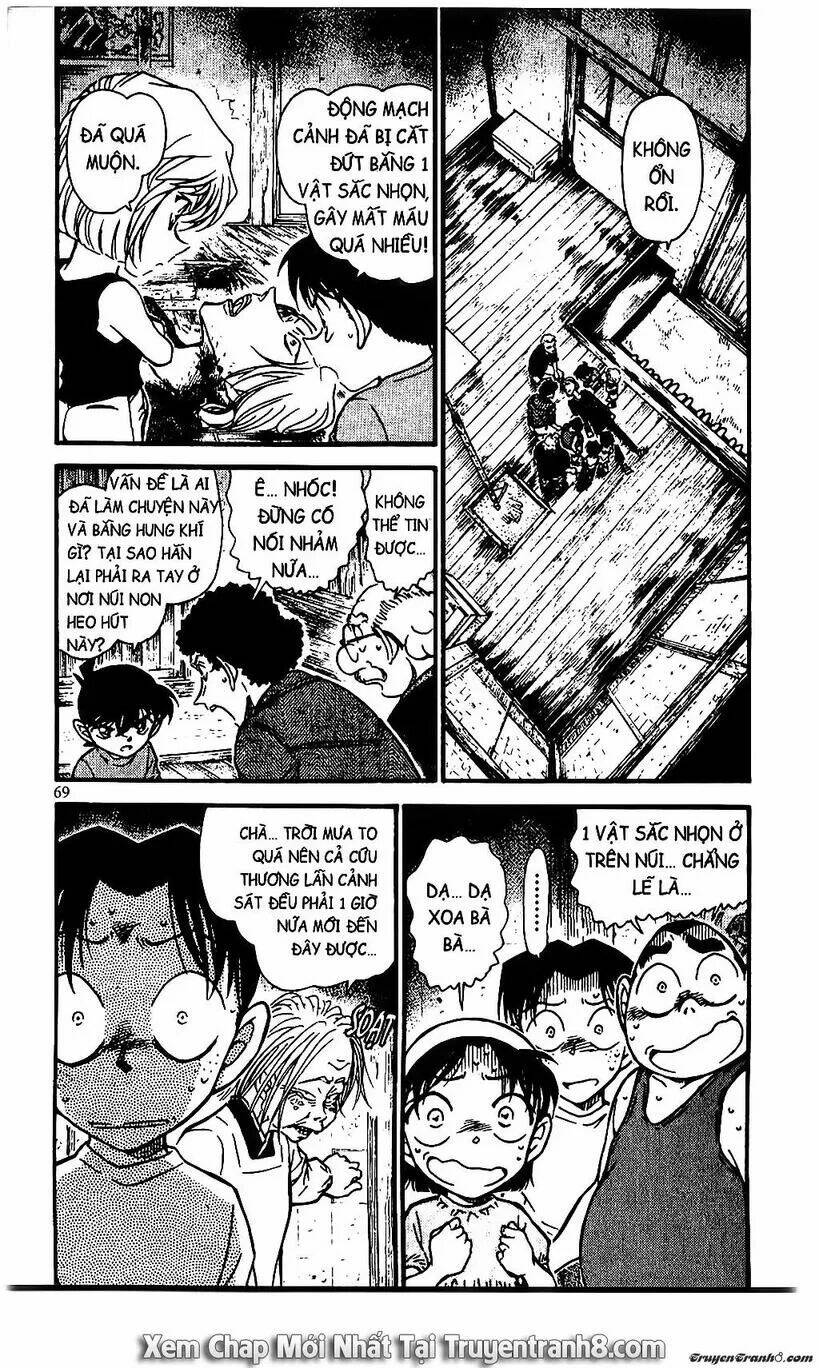 KHÔNG
ỔN
RỒI.
ĐỘNG MẠCH
CẢNH ĐÃ BỊ CẮT
ĐỨT BẰNG 1
VẬT SẮC NHỌN,
GÂY MẤT MÁU
QUÁ NHIỀU!
ĐÃ QUÁ
MUỘN.
KHÔNG
THỂ TIN
ĐƯỢC...
Ê... NHÓC!
ĐỪNG CÓ
NÓI NHẢM
NỮA...
VẤN ĐỀ LÀ AI
ĐÃ LÀM CHUYỆN NÀY
VÀ BẰNG HUNG KHÍ
GÌ? TẠI SAO HẮN
LẠI PHẢI RA TAY Ở
NƠI NÚI NON
HEO HÚT
NÀY?
69
1 VẬT SẮC NHỌN Ở
TRÊN NÚI... CHẲNG
LẼ LÀ...
........
DẠ... DẠ
XOA BÀ
BÀ...
CHÀ... TRỜI MƯA TO
QUÁ NÊN CẢ CỨU
THƯƠNG LẪN CẢNH
SÁT ĐỀU PHẢI 1 GIỜ
NỮA MỚI ĐẾN
ĐÂY ĐƯỢC...
SOẠT
Xem Chap Mới Nhất Tại Truyentranh8.com
TruyenTranh8.com